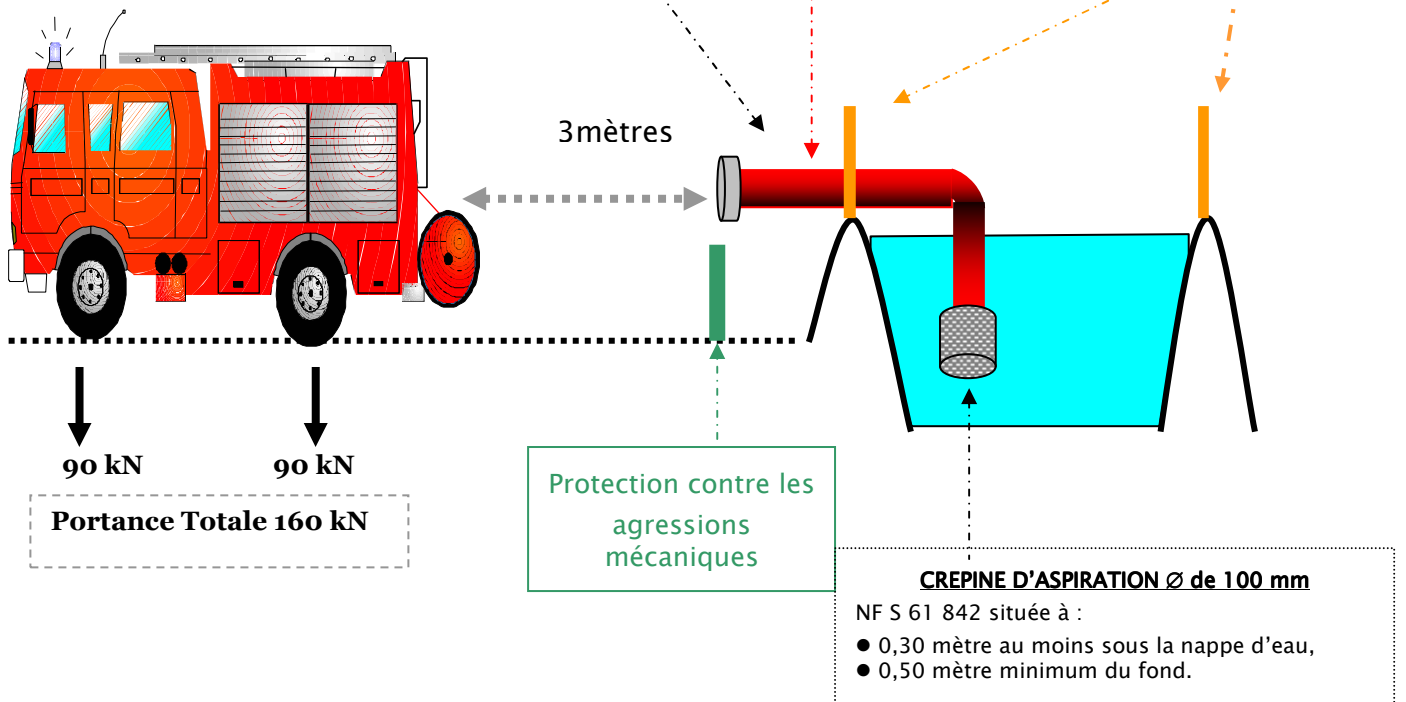 3mètres
90 kN
90 kN
Portance Totale 160 kN
Protection contre les
agressions
mécaniques
CREPINE D'ASPIRATION ∅ de 100 mm
NF S 61 842 située à :
● 0,30 mètre au moins sous la nappe d'eau,
● 0,50 mètre minimum du fond.